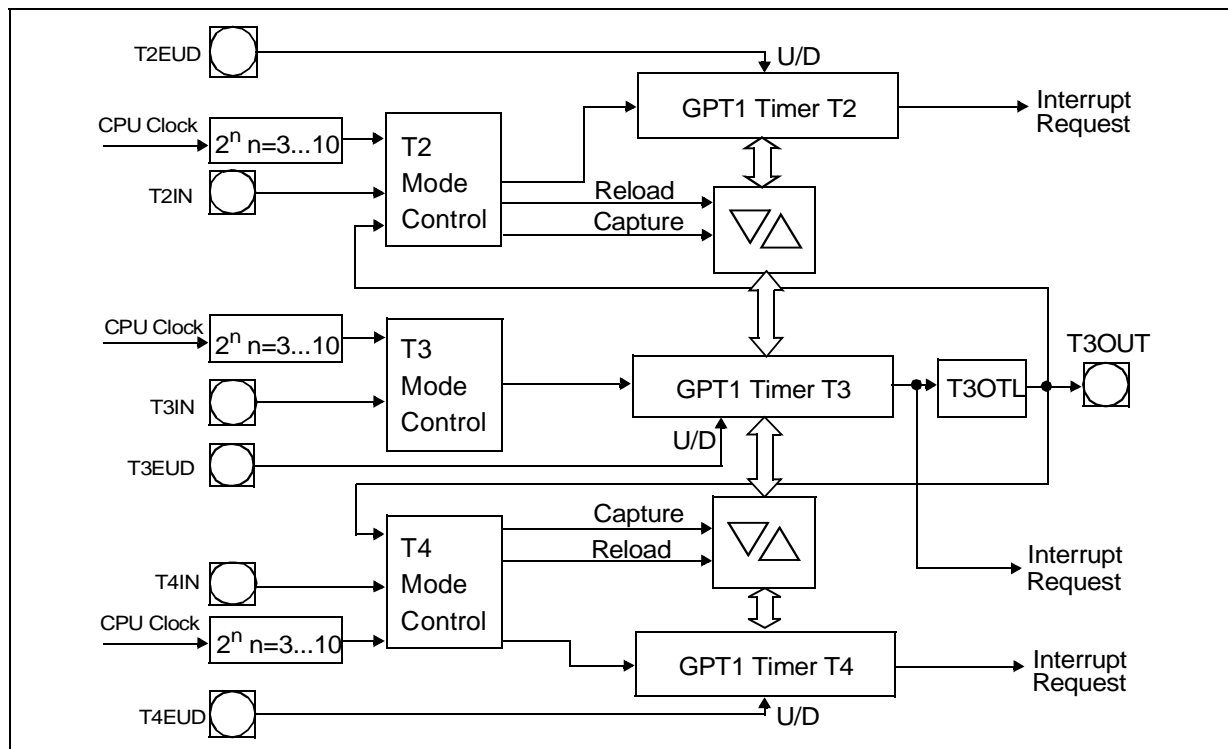 T2EUD
U/D
GPT1 Timer T2
Interrupt
Request
CPU Clock
2ⁿ n=3...10
T2
Mode
Control
T2IN
Reload
Capture
CPU Clock
2ⁿ n=3...10
T3
Mode
Control
T3OUT
GPT1 Timer T3
T3OTL
T3IN
U/D
T3EUD
Capture
T4
Mode
Control
Reload
Interrupt
Request
T4IN
CPU Clock
2ⁿ n=3...10
GPT1 Timer T4
Interrupt
Request
T4EUD
U/D